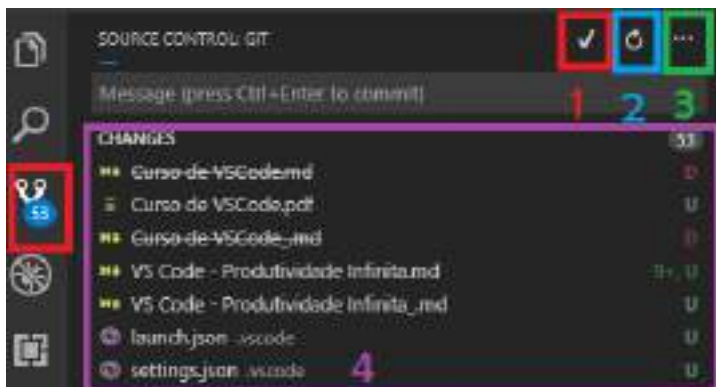 SOURCE CONTROL: GIT
1 2 3
Message (press Ctrl+Enter to commit)
CHANGES 53
Curso de VSCode.md D
53
Curso de VSCode.pdf U
Curso de VSCode_.md D
VS Code - Produtividade Infinita.md 9+, U
VS Code - Produtividade Infinita_.md U
launch.json .vscode U
settings.json .vscode U
4